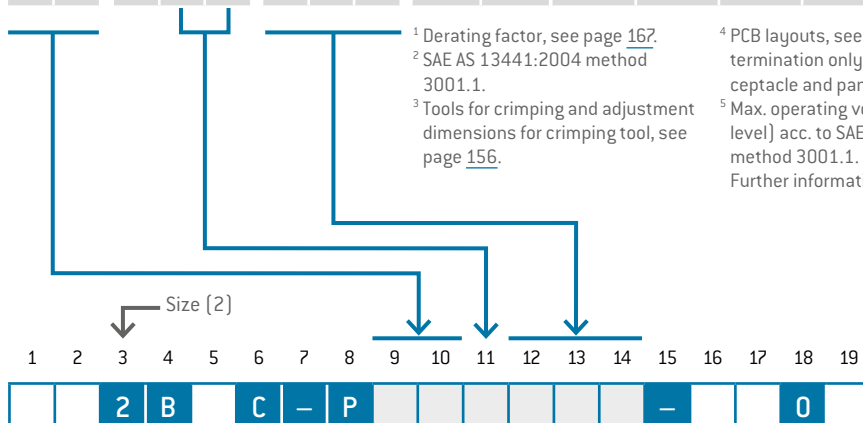 ¹ Derating factor, see page 167.
² SAE AS 13441:2004 method
3001.1.
³ Tools for crimping and adjustment
dimensions for crimping tool, see
page 156.
⁴ PCB layouts, see
termination only
ceptacle and par
⁵ Max. operating vo
level) acc. to SAE
method 3001.1.
Further informati
Size (2)
1 2 3 4 5 6 7 8 9 10 11 12 13 14 15 16 17 18 19
2 B C – P – 0